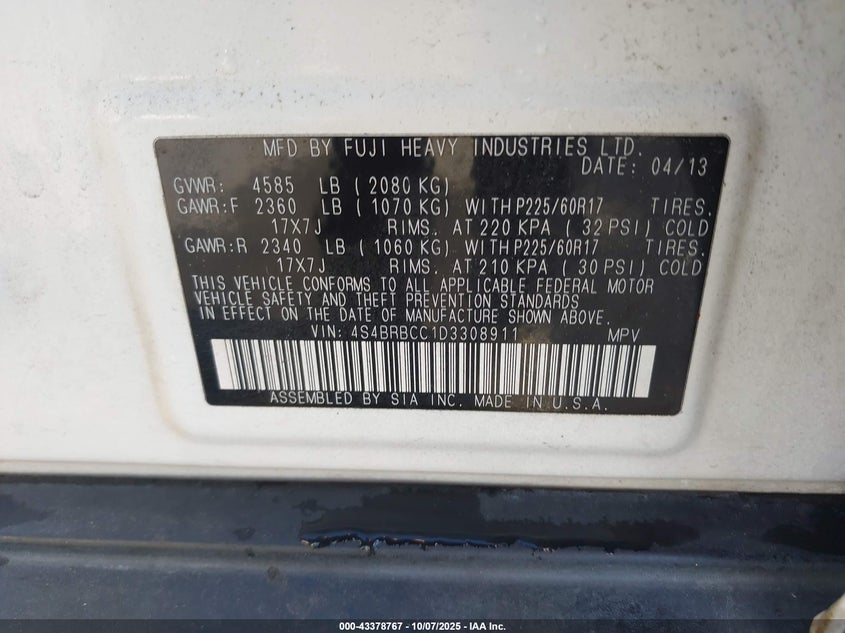 MFD BY FUJI HEAVY INDUSTRIES LTD.
DATE: 04/13
GVWR: 4585 LB ( 2080 KG)
GAWR:F 2360 LB ( 1070 KG) WITH P225/60R17 TIRES.
17X7J RIMS. AT 220 KPA ( 32 PSI) COLD
GAWR:R 2340 LB ( 1060 KG) WITH P225/60R17 TIRES.
17X7J RIMS. AT 210 KPA ( 30 PSI) COLD
THIS VEHICLE CONFORMS TO ALL APPLICABLE FEDERAL MOTOR
VEHICLE SAFETY AND THEFT PREVENTION STANDARDS
IN EFFECT ON THE DATE OF MANUFACTURE SHOWN ABOVE.
VIN: 4S4BRBCC1D3308911 MPV
ASSEMBLED BY SIA INC. MADE IN U.S.A.
000-43378767 - 10/07/2025 - IAA Inc.